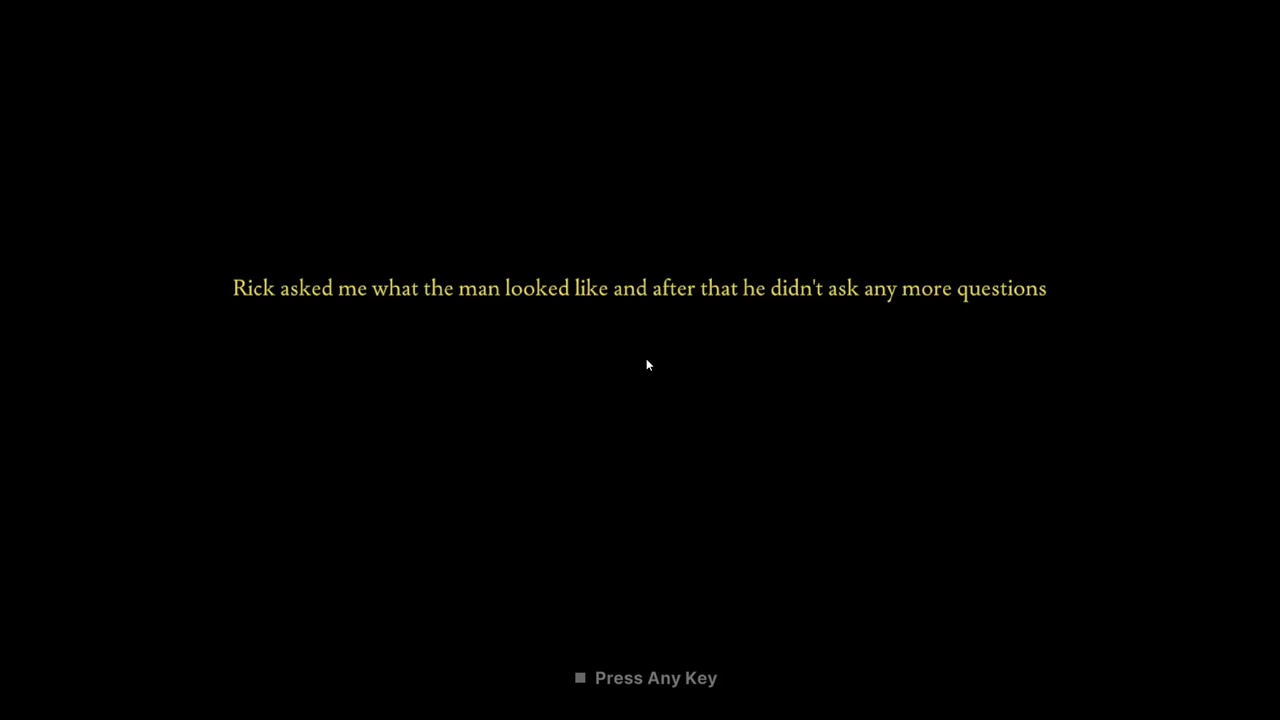 Rick asked me what the man looked like and after that he didn't ask any more questions
Press Any Key